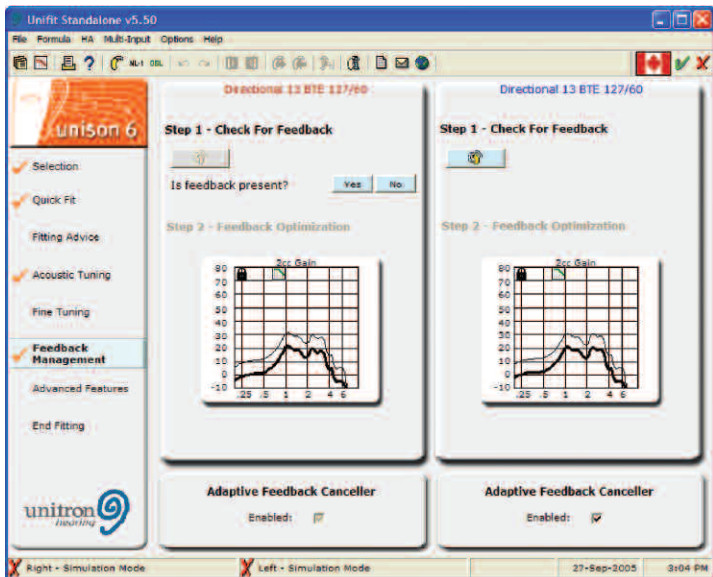 Unifit Standalone v5.50
File Formula HA Multi-Input Options Help
NL-1 DSL
unison 6
Selection
Quick Fit
Fitting Advice
Acoustic Tuning
Fine Tuning
Feedback
Management
Advanced Features
End Fitting
unitron
hearing
Directional 13 BTE 127/60
Step 1 - Check For Feedback
Is feedback present? Yes No
Step 2 - Feedback Optimization
2cc Gain
80
70
60
50
40
30
20
10
0
-10
.25 .5 1 2 4 6
Adaptive Feedback Canceller
Enabled:
Directional 13 BTE 127/60
Step 1 - Check For Feedback
Step 2 - Feedback Optimization
2cc Gain
80
70
60
50
40
30
20
10
0
-10
.25 .5 1 2 4 6
Adaptive Feedback Canceller
Enabled:
Right - Simulation Mode Left - Simulation Mode 27-Sep-2005 3:04 PM